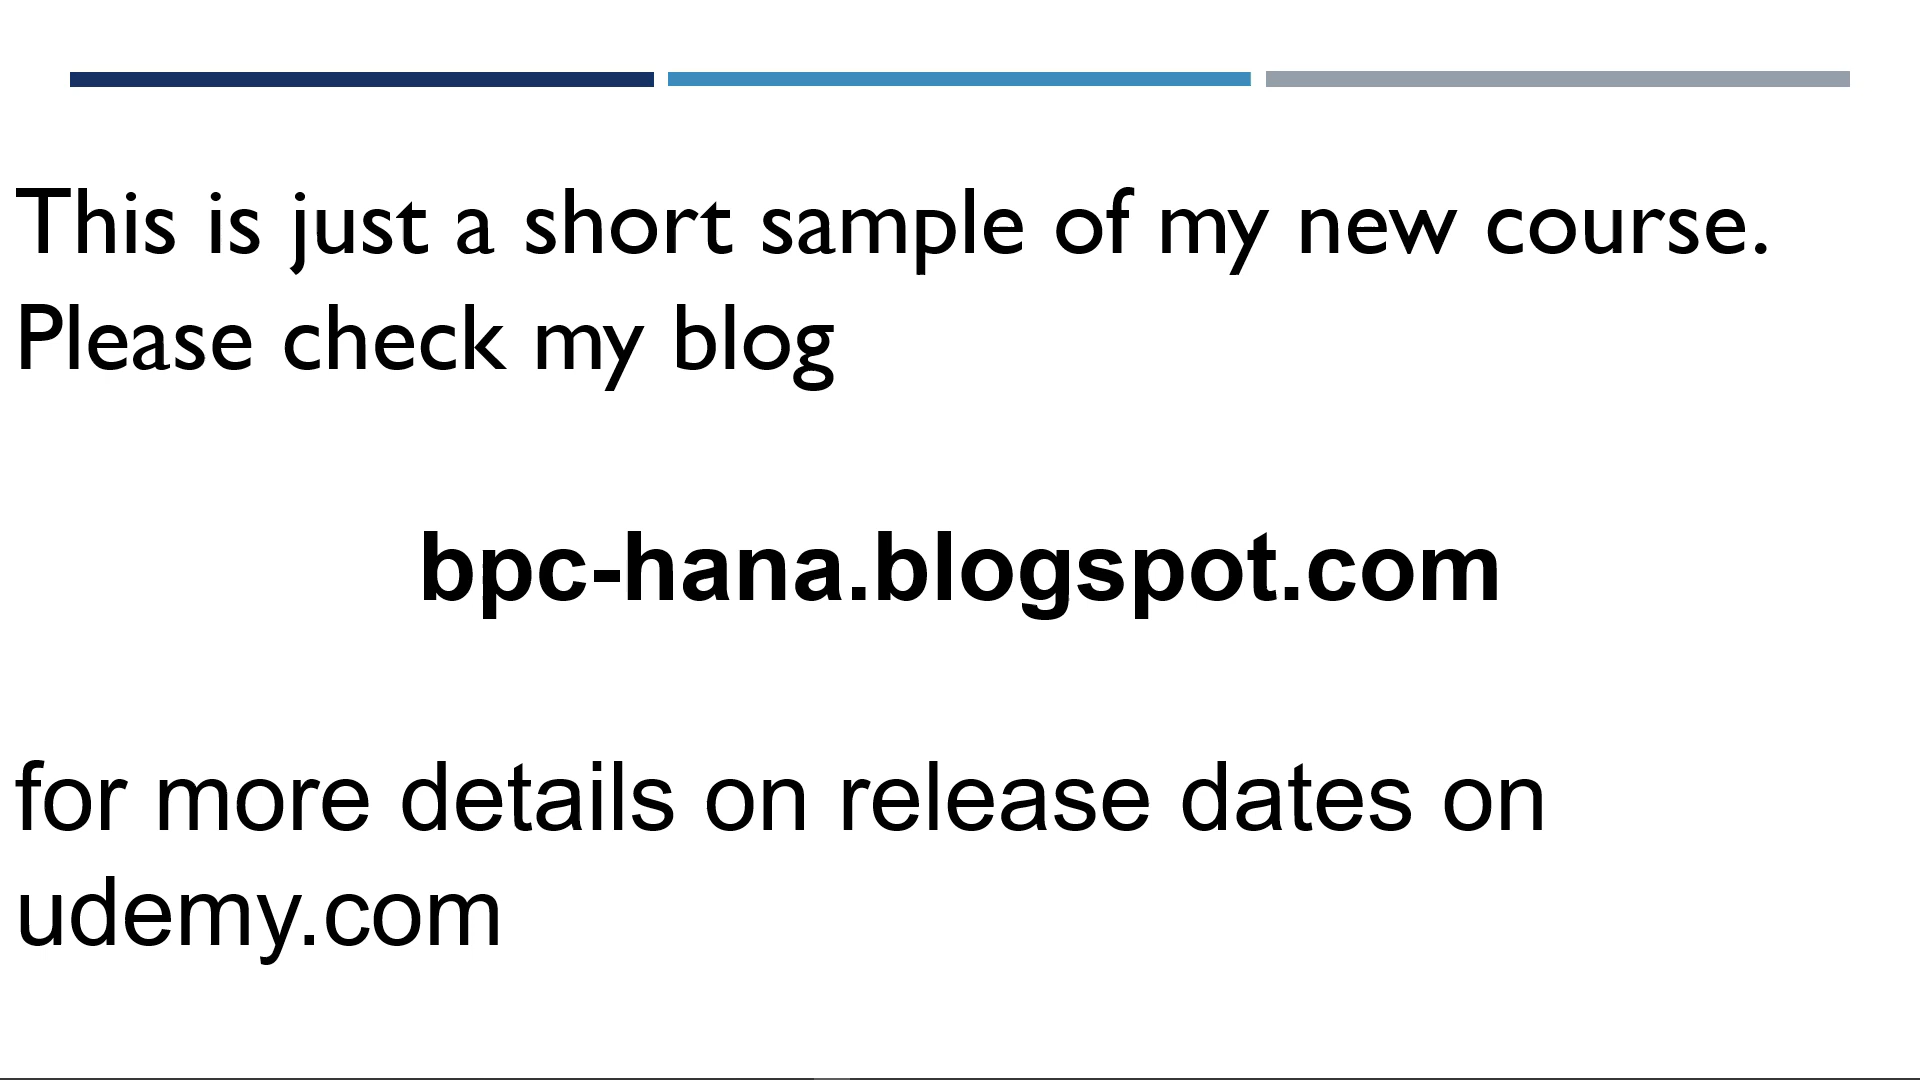 This is just a short sample of my new course.
Please check my blog
bpc-hana.blogspot.com
for more details on release dates on
udemy.com